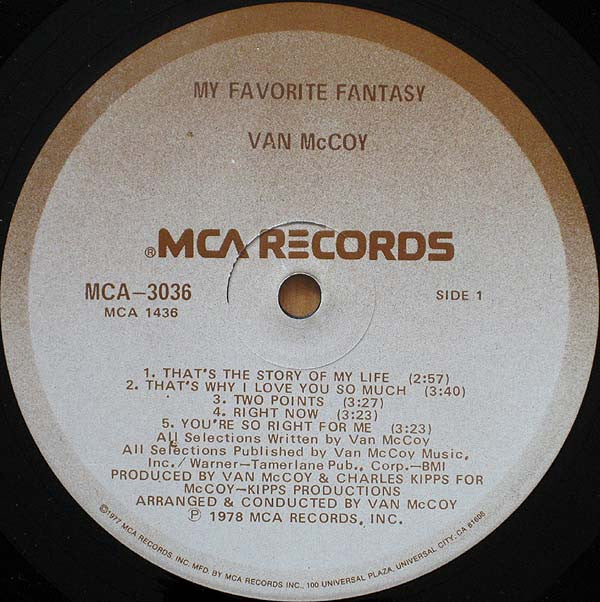 MY FAVORITE FANTASY
VAN McCOY
®MCA RECORDS
MCA-3036
MCA 1436
SIDE 1
1. THAT'S THE STORY OF MY LIFE (2:57)
2. THAT'S WHY I LOVE YOU SO MUCH (3:40)
3. TWO POINTS (3:27)
4. RIGHT NOW (3:23)
5. YOU'RE SO RIGHT FOR ME (3:23)
All Selections Written by Van McCoy
All Selections Published by Van McCoy Music,
Inc./Warner-Tamerlane Pub., Corp.-BMI
PRODUCED BY VAN McCOY & CHARLES KIPPS FOR
McCOY-KIPPS PRODUCTIONS
ARRANGED & CONDUCTED BY VAN McCOY
℗ 1978 MCA RECORDS, INC.
©1977 MCA RECORDS, INC. MFD. BY MCA RECORDS INC., 100 UNIVERSAL PLAZA, UNIVERSAL CITY, CA 91608